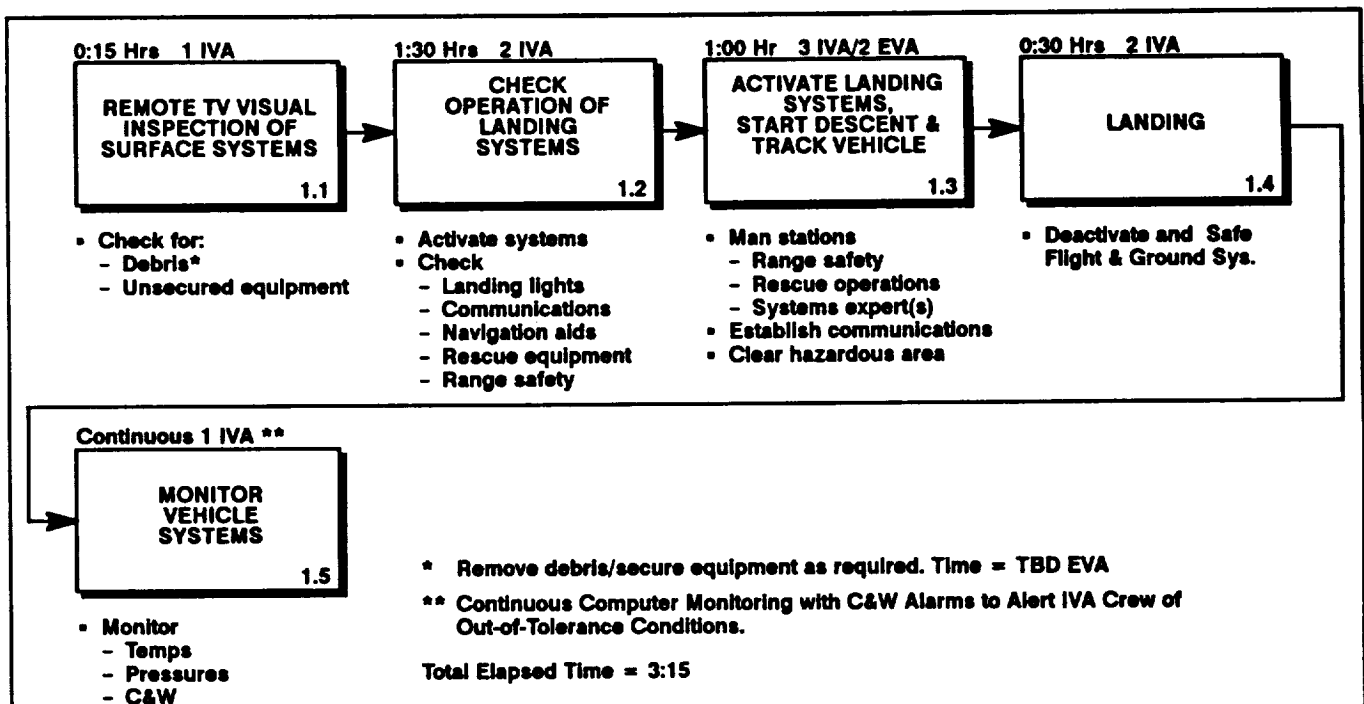 0:15 Hrs 1 IVA
REMOTE TV VISUAL
INSPECTION OF
SURFACE SYSTEMS
1.1
▪ Check for:
– Debris*
– Unsecured equipment
1:30 Hrs 2 IVA
CHECK
OPERATION OF
LANDING
SYSTEMS
1.2
▪ Activate systems
▪ Check
– Landing lights
– Communications
– Navigation aids
– Rescue equipment
– Range safety
1:00 Hr 3 IVA/2 EVA
ACTIVATE LANDING
SYSTEMS,
START DESCENT &
TRACK VEHICLE
1.3
▪ Man stations
– Range safety
– Rescue operations
– Systems expert(s)
▪ Establish communications
▪ Clear hazardous area
0:30 Hrs 2 IVA
LANDING
1.4
▪ Deactivate and Safe
Flight & Ground Sys.
Continuous 1 IVA **
MONITOR
VEHICLE
SYSTEMS
1.5
▪ Monitor
– Temps
– Pressures
– C&W
* Remove debris/secure equipment as required. Time = TBD EVA
** Continuous Computer Monitoring with C&W Alarms to Alert IVA Crew of
Out-of-Tolerance Conditions.
Total Elapsed Time = 3:15